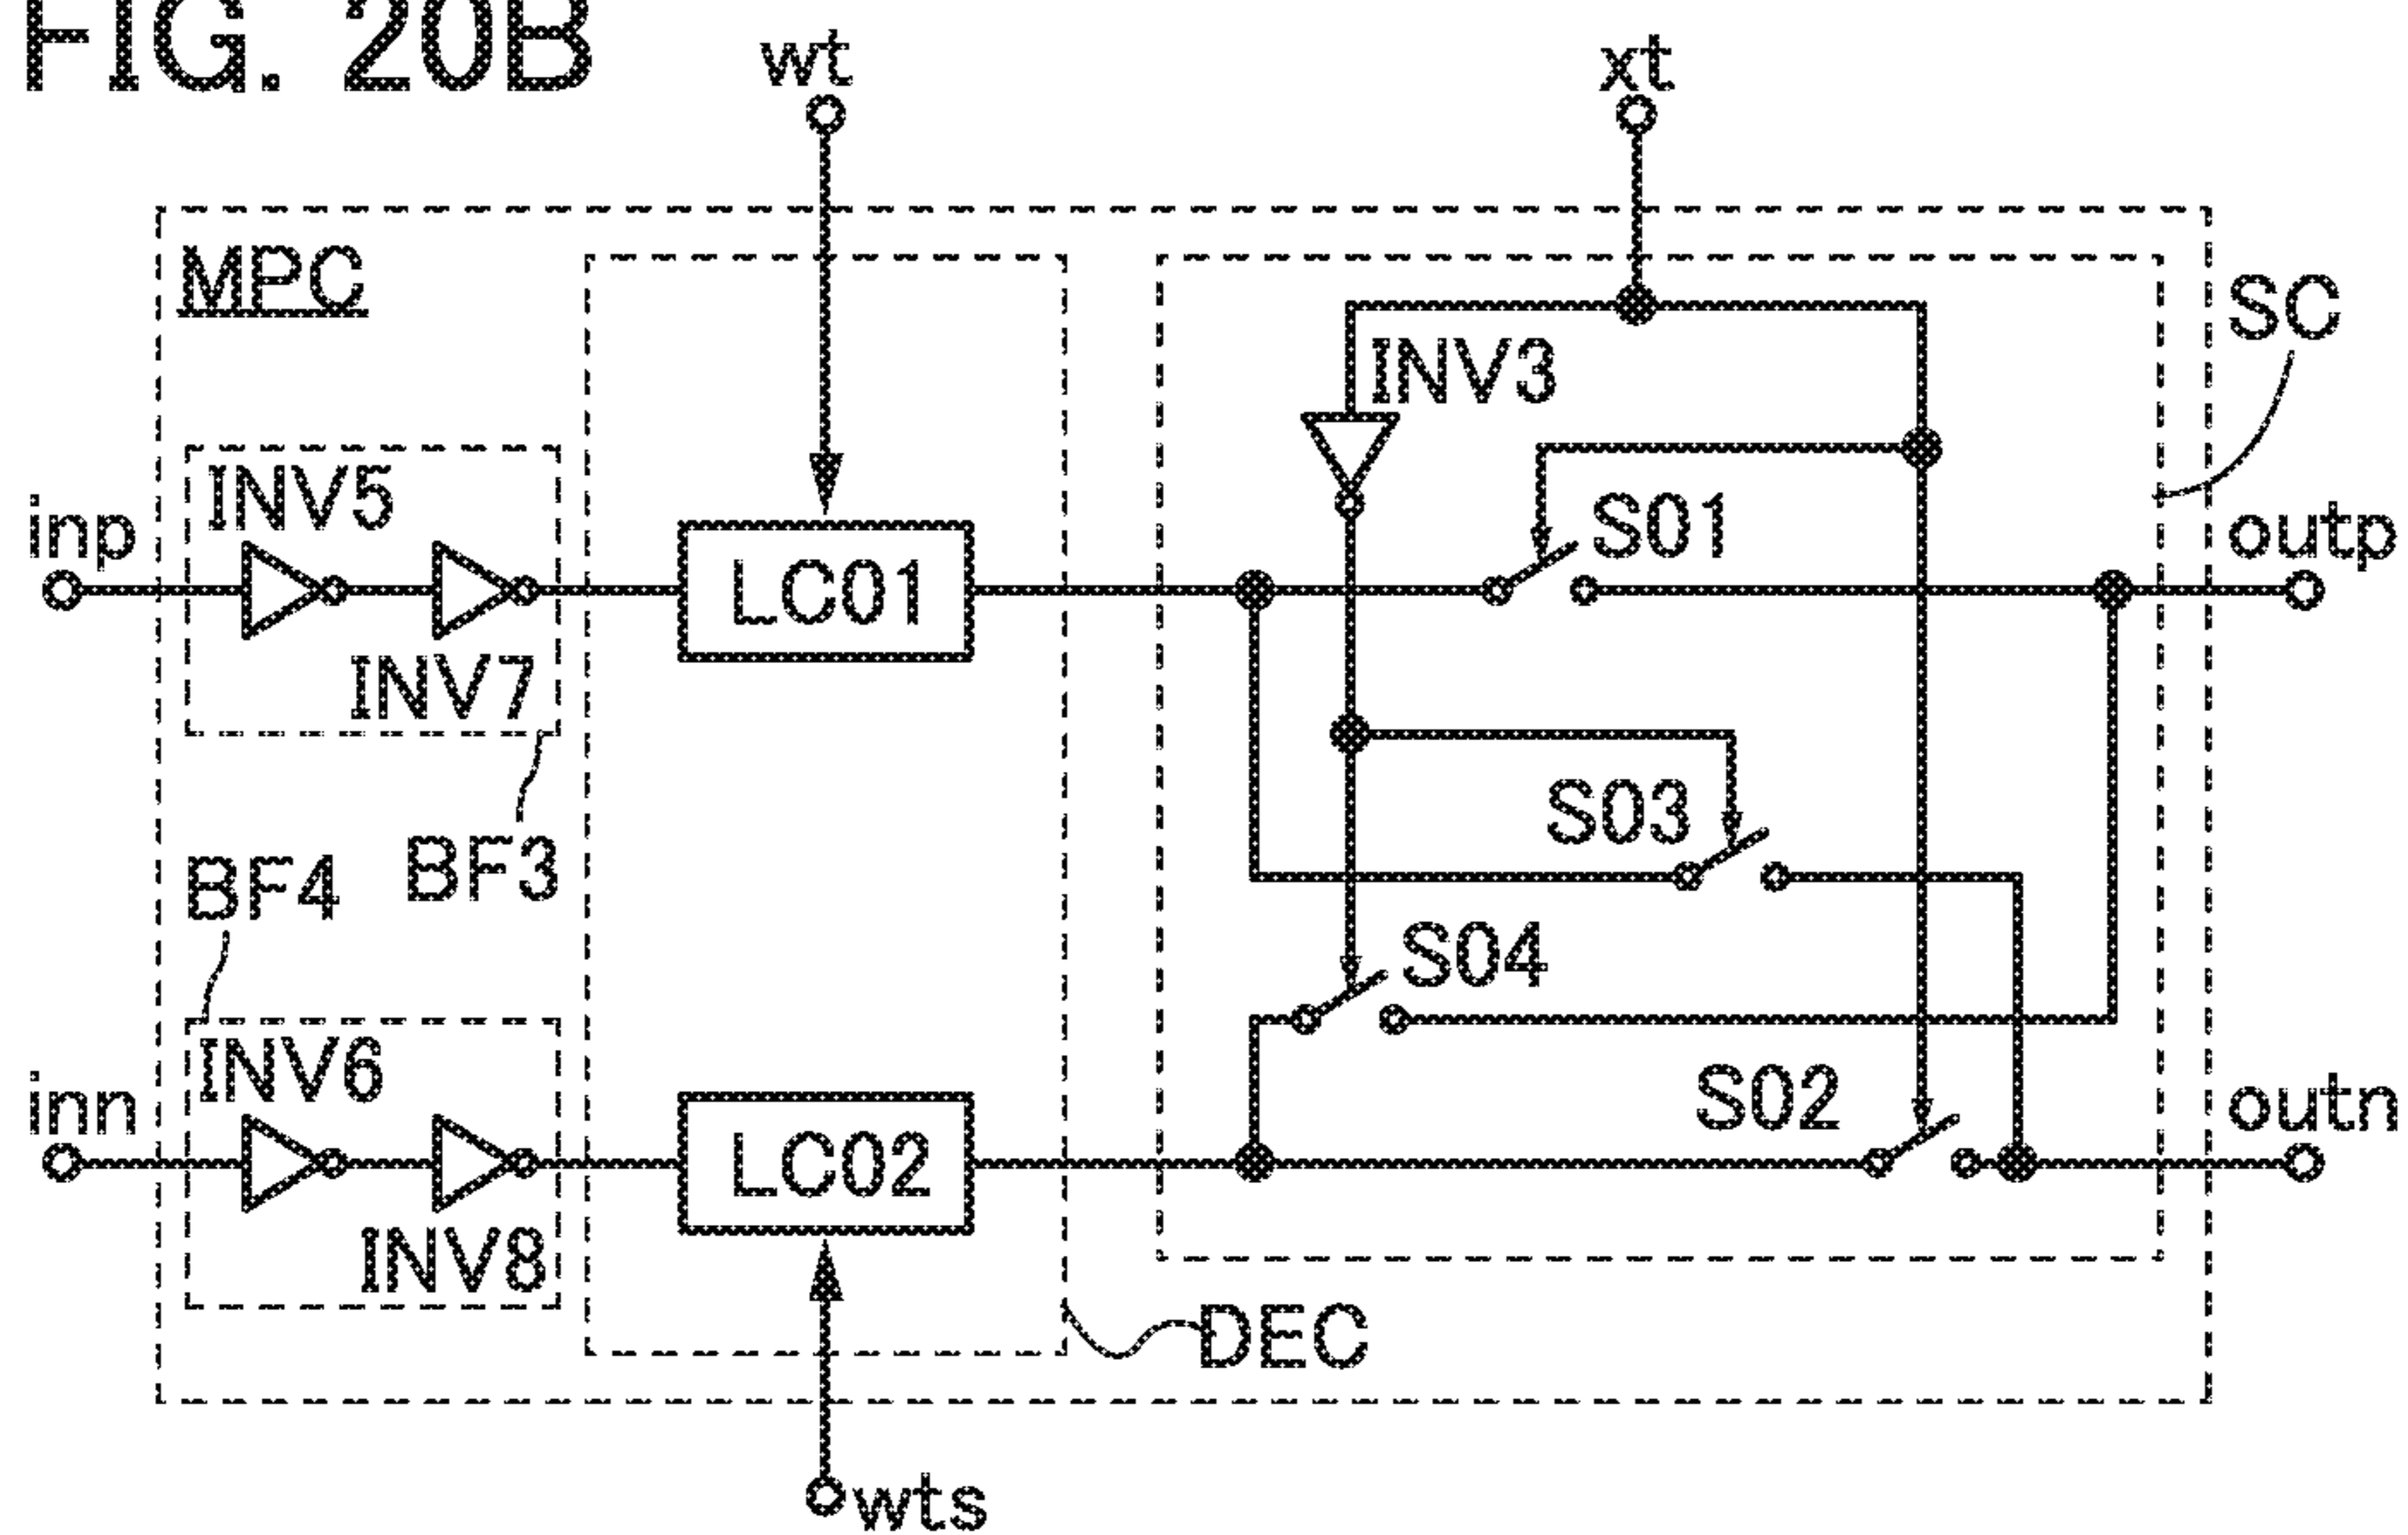 FIG. 20B
wt
xt
MPC
SC
INV3
INV5
inp
S01
outp
LC01
INV7
S03
BF3
BF4
S04
INV6
inn
S02
outn
LC02
INV8
DEC
wts